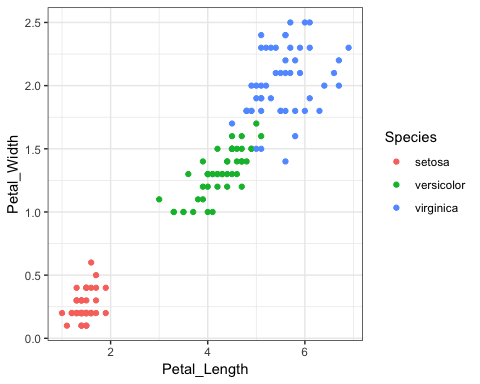 2.5
2.0
1.5
1.0
0.5
0.0
Petal_Width
2
4
6
Petal_Length
Species
setosa
versicolor
virginica